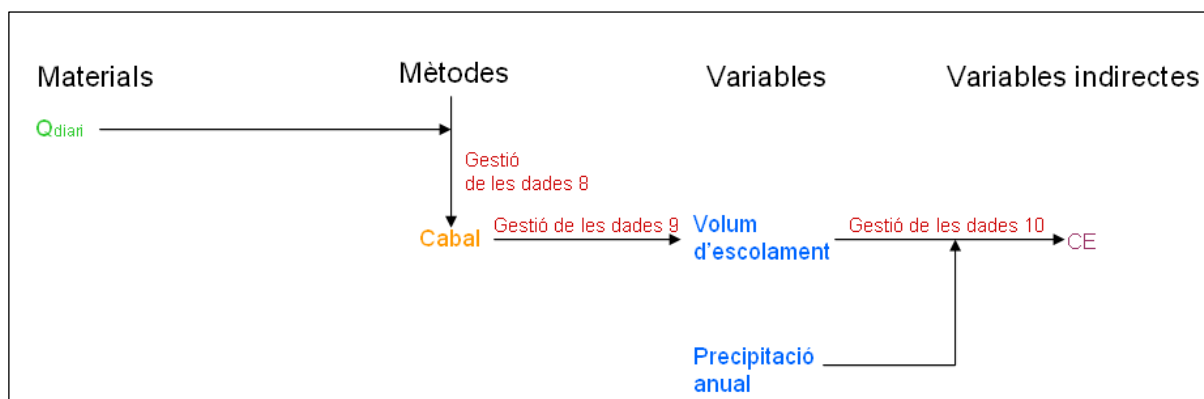 Materials
Mètodes
Variables
Variables indirectes
Qdiari
Gestió
de les dades 8
Cabal
Gestió de les dades 9
Volum
d'escolament
Gestió de les dades 10
CE
Precipitació
anual